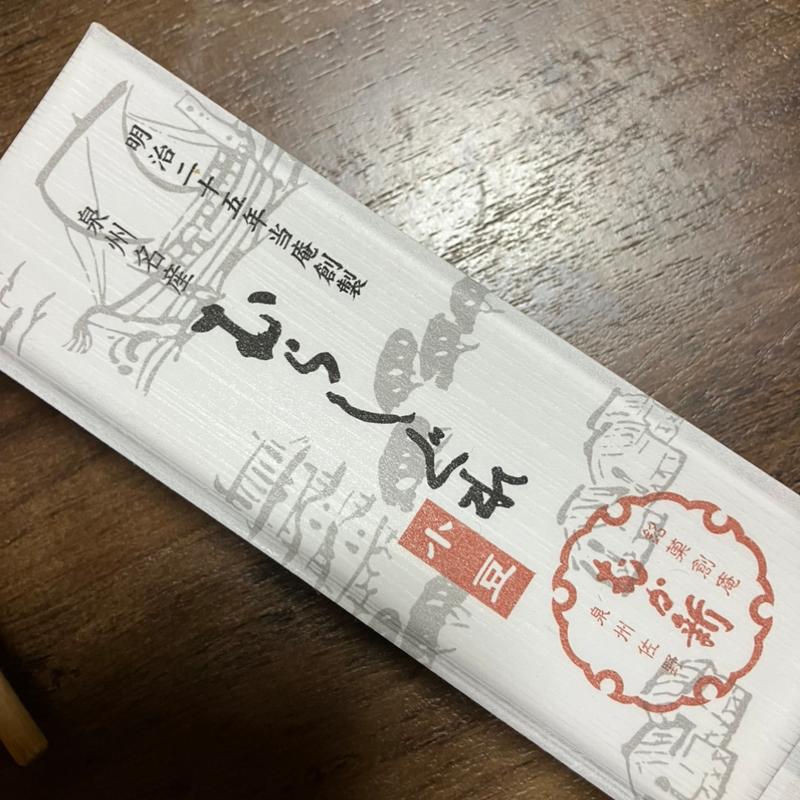 明治二十五年当庵創製
泉州名産
むらしぐれ
小豆
銘菓創庵
むか新
泉州佐野